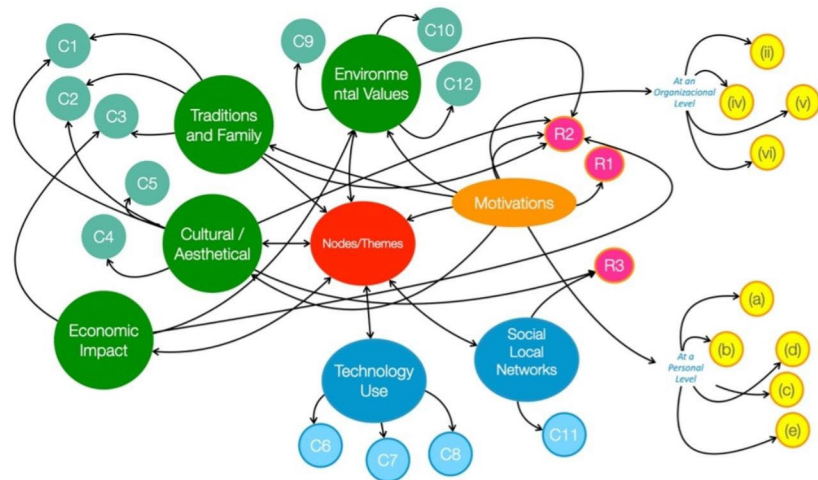 C1
C9
C10
(ii)
Environme
ntal Values
C12
At an
Organizacional
Level
C2
C3
Traditions
and Family
(iv)
(v)
R2
R1
(vi)
C5
Motivations
C4
Cultural /
Aesthetical
Nodes/Themes
R3
(a)
Economic
Impact
Social
Local
Networks
(b)
(d)
At a
Personal
Level
Technology
Use
(c)
(e)
C6
C7
C8
C11